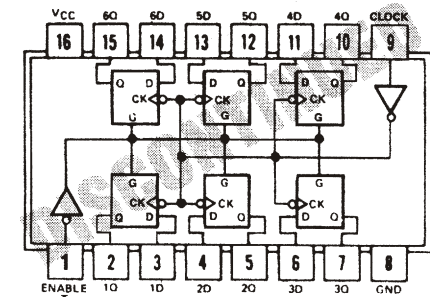 VCC 6Q 6D 5D 5Q 4D 4Q CLOCK
16 15 14 13 12 11 10 9
Q D D Q D Q
CK CK CK
G G G
DISCONTINUED
G G G
CK CK CK
Q D D Q D Q
1 2 3 4 5 6 7 8
ENABLE 1Q 1D 2D 2Q 3D 3Q GND